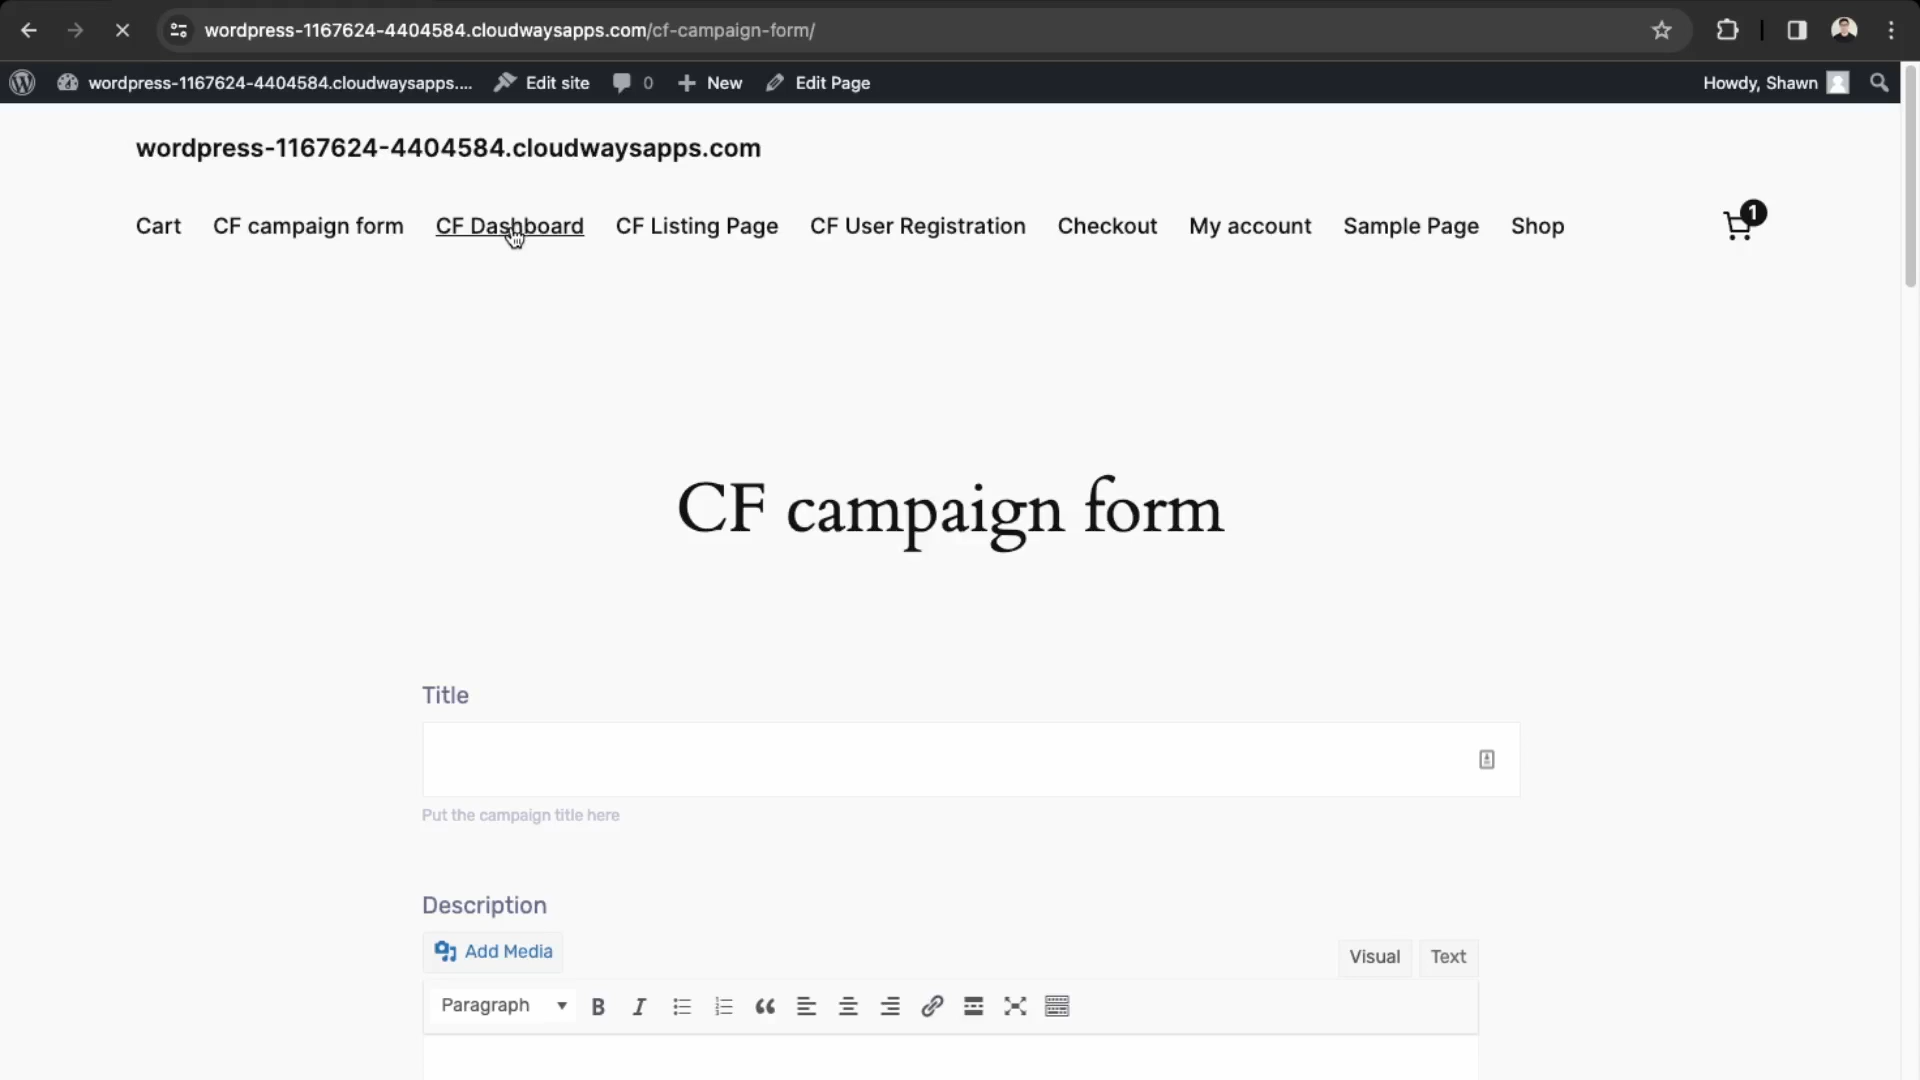 wordpress-1167624-4404584.cloudwaysapps.com/cf-campaign-form/
wordpress-1167624-4404584.cloudwaysapps.... Edit site 0 New Edit Page Howdy, Shawn
wordpress-1167624-4404584.cloudwaysapps.com
Cart CF campaign form CF Dashboard CF Listing Page CF User Registration Checkout My account Sample Page Shop 1
CF campaign form
Title
Put the campaign title here
Description
Add Media Visual Text
Paragraph B I